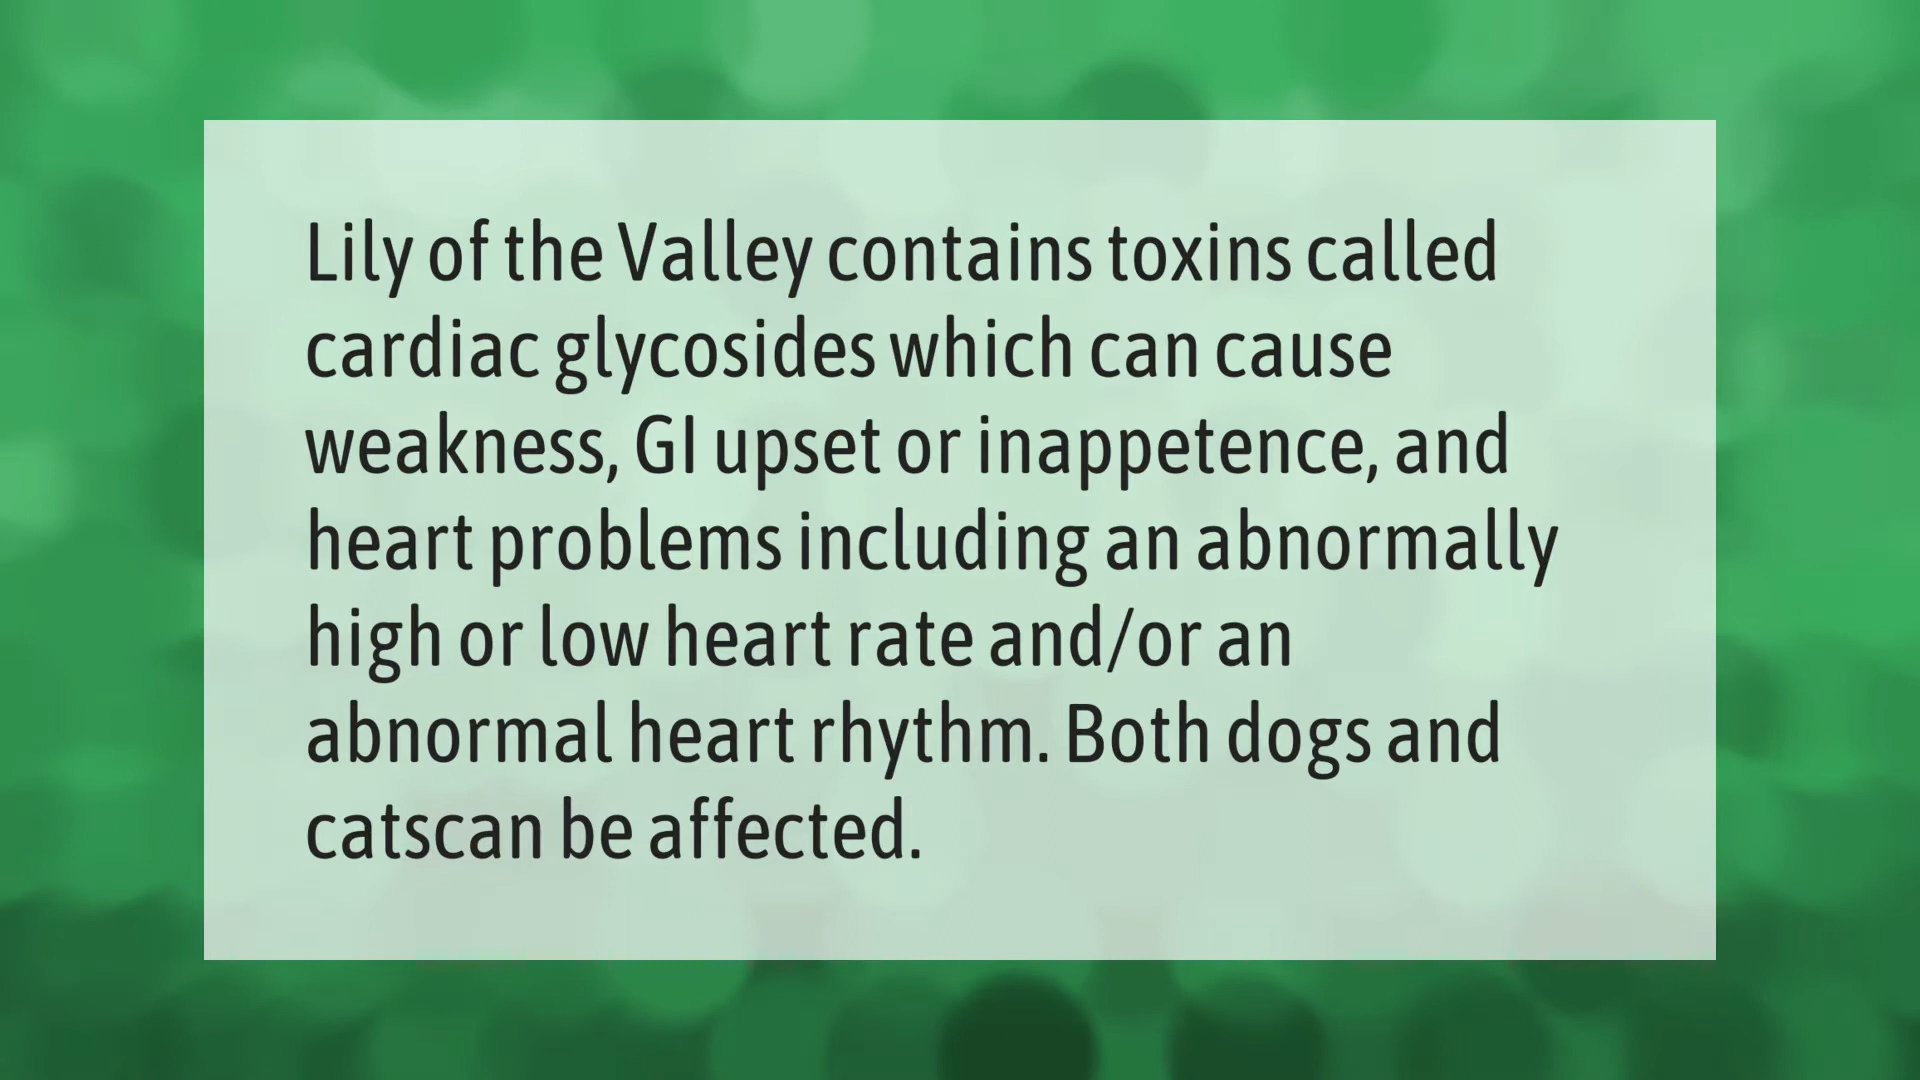 Lily of the Valley contains toxins called
cardiac glycosides which can cause
weakness, GI upset or inappetence, and
heart problems including an abnormally
high or low heart rate and/or an
abnormal heart rhythm. Both dogs and
catscan be affected.